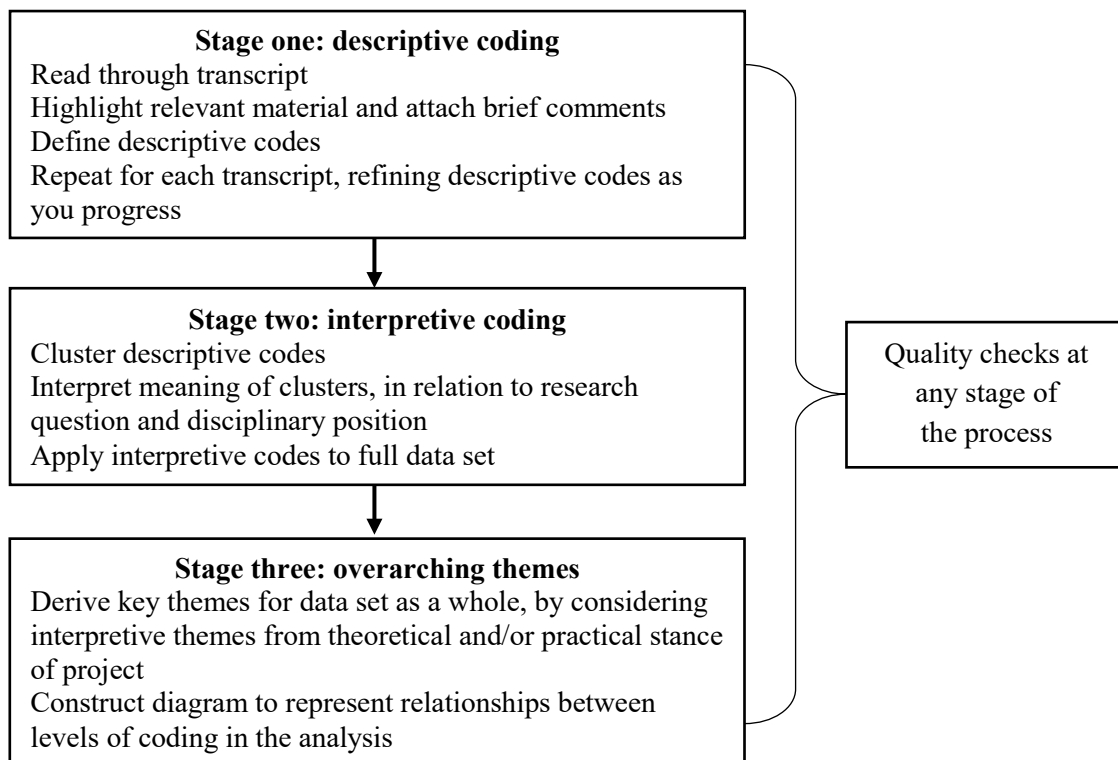 Stage one: descriptive coding
Read through transcript
Highlight relevant material and attach brief comments
Define descriptive codes
Repeat for each transcript, refining descriptive codes as
you progress
Stage two: interpretive coding
Cluster descriptive codes
Interpret meaning of clusters, in relation to research
question and disciplinary position
Apply interpretive codes to full data set
Stage three: overarching themes
Derive key themes for data set as a whole, by considering
interpretive themes from theoretical and/or practical stance
of project
Construct diagram to represent relationships between
levels of coding in the analysis
Quality checks at
any stage of
the process